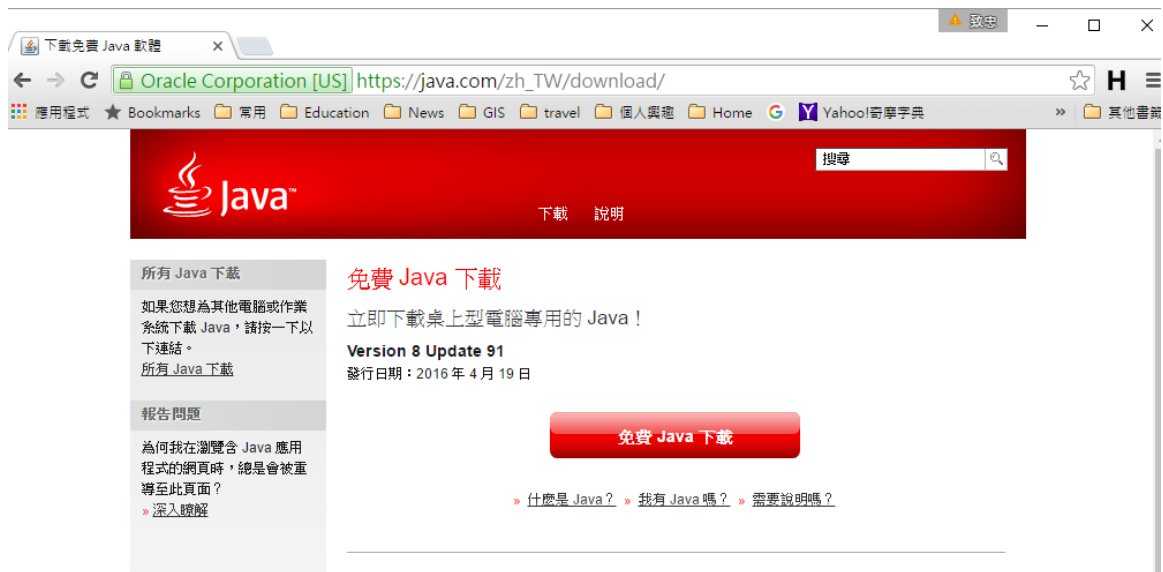 致忠
下載免費 Java 軟體
Oracle Corporation [US] https://java.com/zh_TW/download/
應用程式 Bookmarks 常用 Education News GIS travel 個人興趣 Home G Yahoo!奇摩字典 » 其他書籤
搜尋
Java™
下載 說明
所有 Java 下載
如果您想為其他電腦或作業
系統下載 Java，請按一下以
下連結。
所有 Java 下載
報告問題
為何我在瀏覽含 Java 應用
程式的網頁時，總是會被重
導至此頁面？
» 深入瞭解
免費 Java 下載
立即下載桌上型電腦專用的 Java！
Version 8 Update 91
發行日期：2016 年 4 月 19 日
免費 Java 下載
» 什麼是 Java？ » 我有 Java 嗎？ » 需要說明嗎？